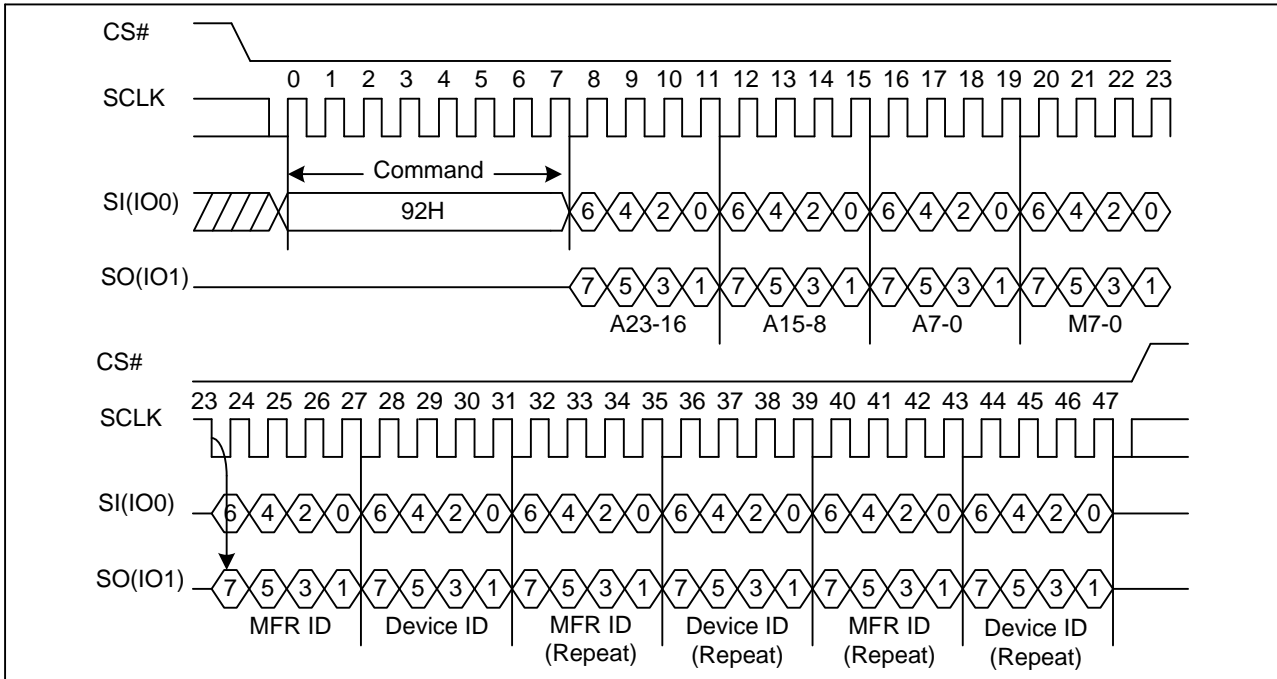 CS#
0 1 2 3 4 5 6 7 8 9 10 11 12 13 14 15 16 17 18 19 20 21 22 23
SCLK
Command
SI(IO0)
92H 6 4 2 0 6 4 2 0 6 4 2 0 6 4 2 0
SO(IO1)
7 5 3 1 7 5 3 1 7 5 3 1 7 5 3 1
A23-16 A15-8 A7-0 M7-0
CS#
23 24 25 26 27 28 29 30 31 32 33 34 35 36 37 38 39 40 41 42 43 44 45 46 47
SCLK
SI(IO0) 6 4 2 0 6 4 2 0 6 4 2 0 6 4 2 0 6 4 2 0 6 4 2 0
SO(IO1) 7 5 3 1 7 5 3 1 7 5 3 1 7 5 3 1 7 5 3 1 7 5 3 1
MFR ID Device ID MFR ID Device ID MFR ID Device ID
(Repeat) (Repeat) (Repeat) (Repeat)